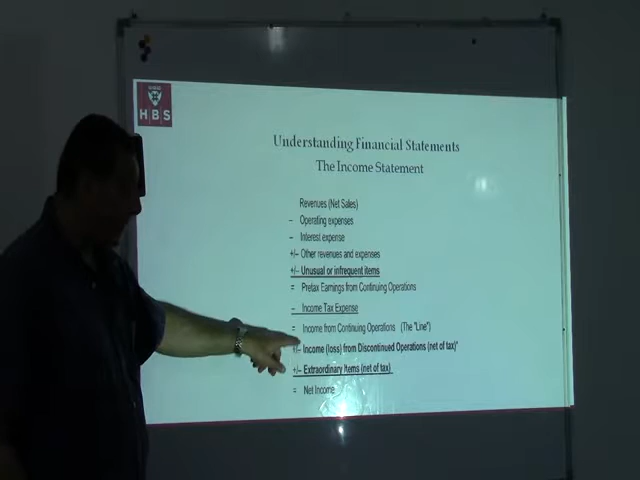 HBS
Understanding Financial Statements
The Income Statement
Revenues (Net Sales)
– Operating expenses
– Interest expense
+/– Other revenues and expenses
+/– Unusual or infrequent items
= Pretax Earnings from Continuing Operations
– Income Tax Expense
= Income from Continuing Operations (The "Line")
+/– Income (loss) from Discontinued Operations (net of tax)*
+/– Extraordinary Items (net of tax)
= Net Income